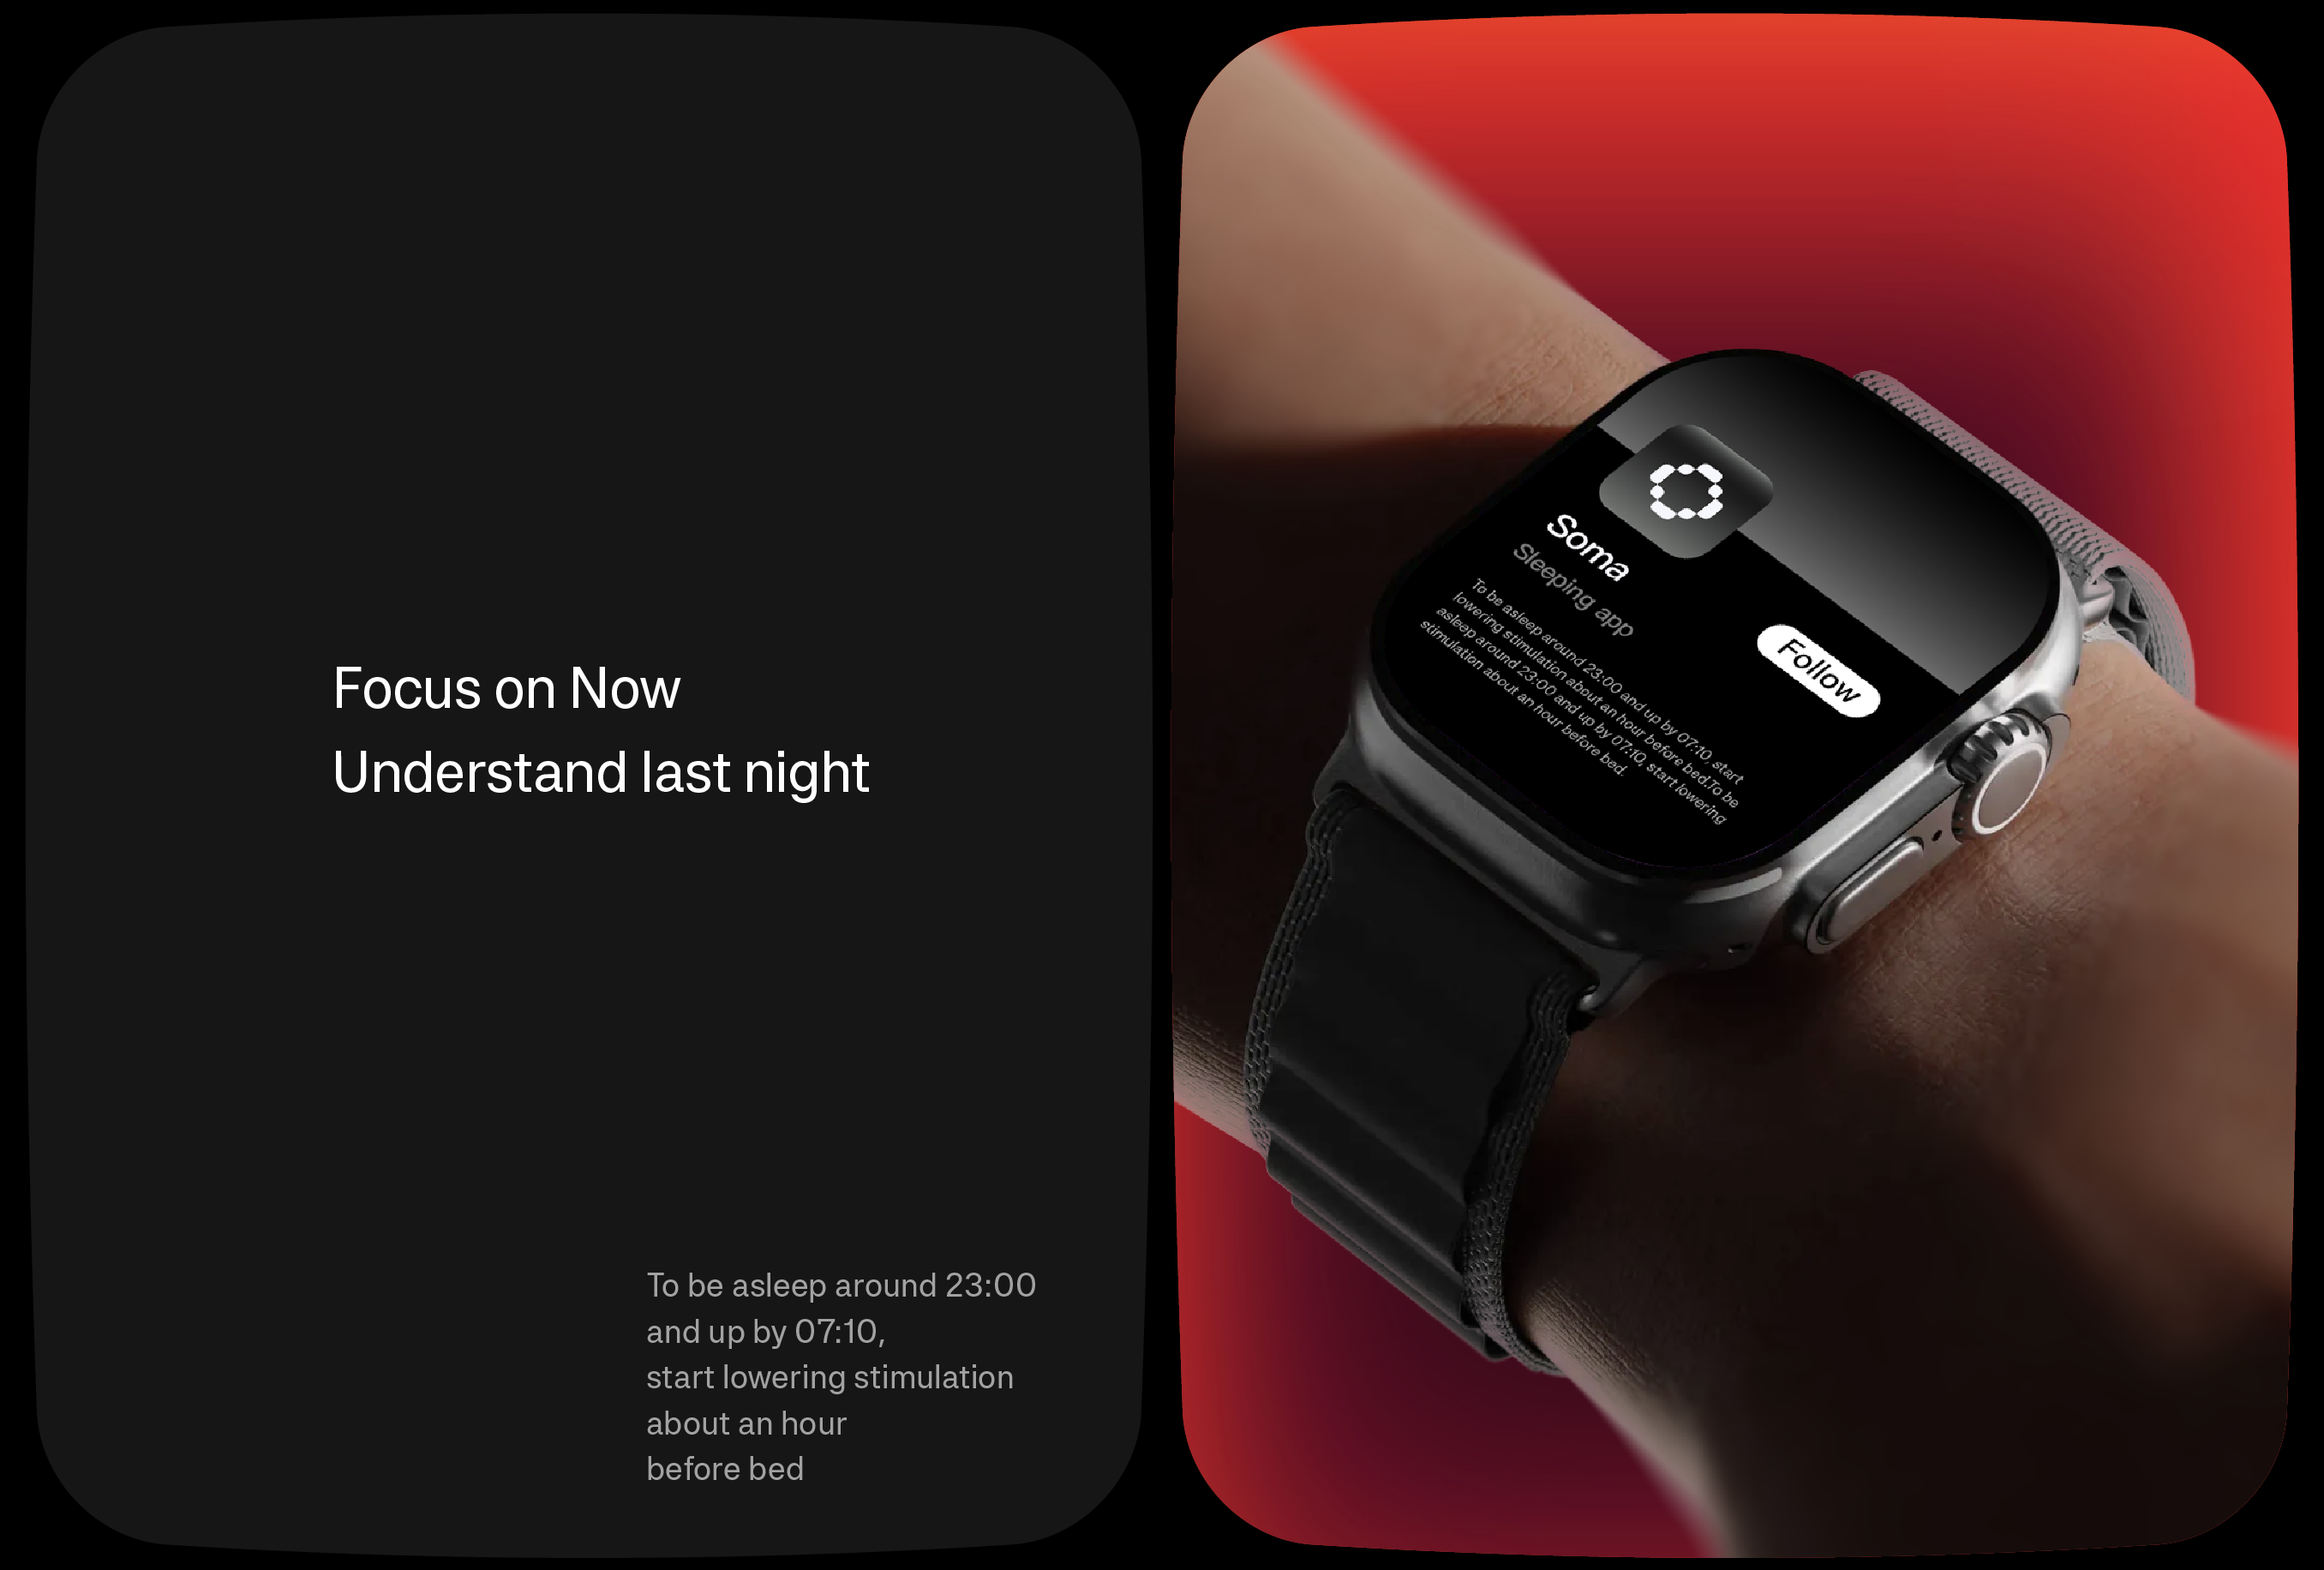 Focus on Now
Understand last night
To be asleep around 23:00
and up by 07:10,
start lowering stimulation
about an hour
before bed
Soma
Sleeping app
Follow
To be asleep around 23:00 and up by 07:10, start
lowering stimulation about an hour before bed.To be
asleep around 23:00 and up by 07:10, start lowering
stimulation about an hour before bed.